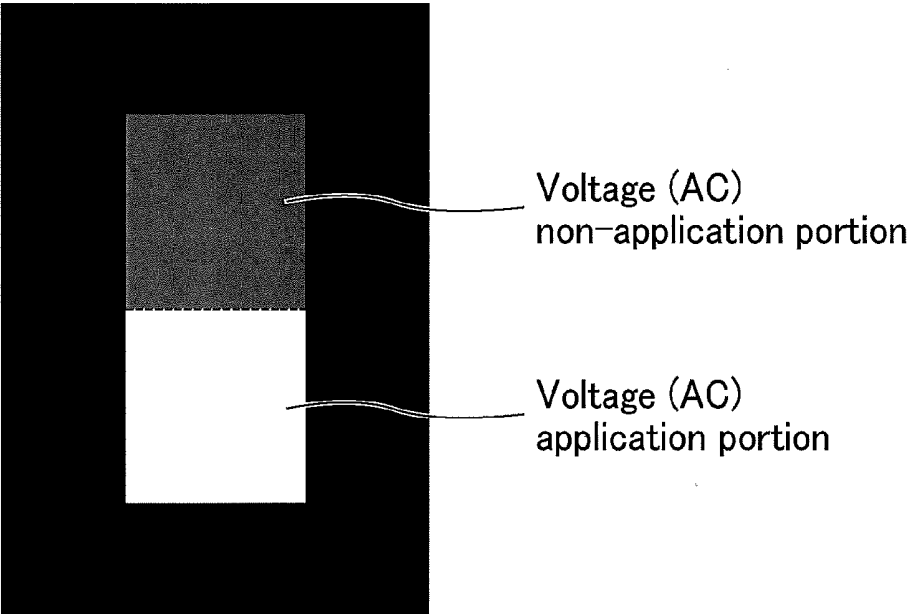 Voltage (AC)
non-application portion
Voltage (AC)
application portion